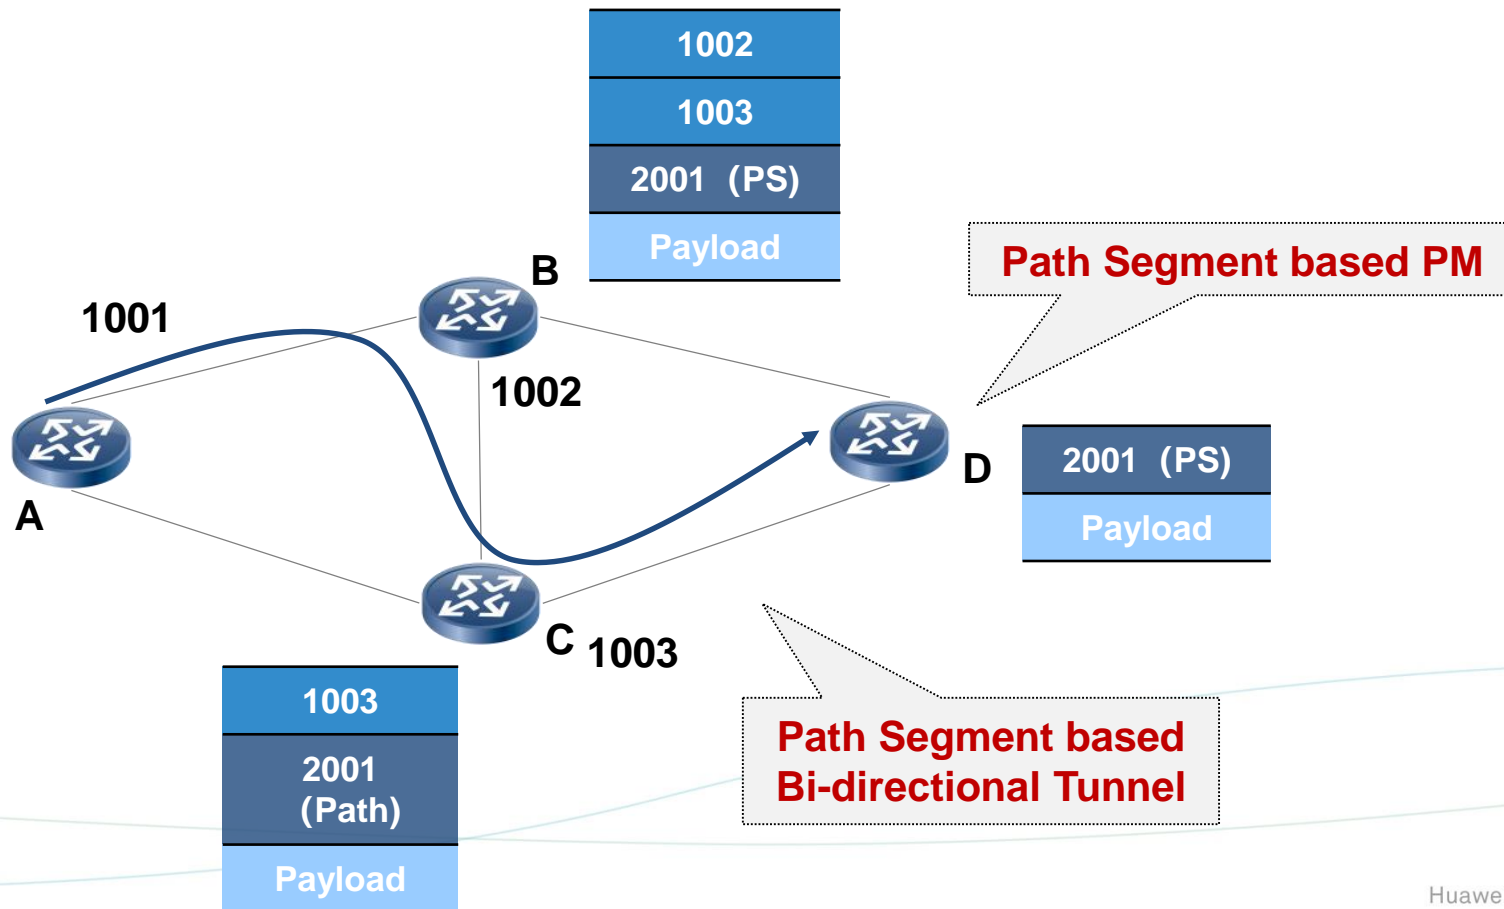 1002
1003
2001 (PS)
Payload
Path Segment based PM
B
1001
1002
2001 (PS)
Payload
D
A
C
1003
1003
2001
(Path)
Payload
Path Segment based
Bi-directional Tunnel
Huawe